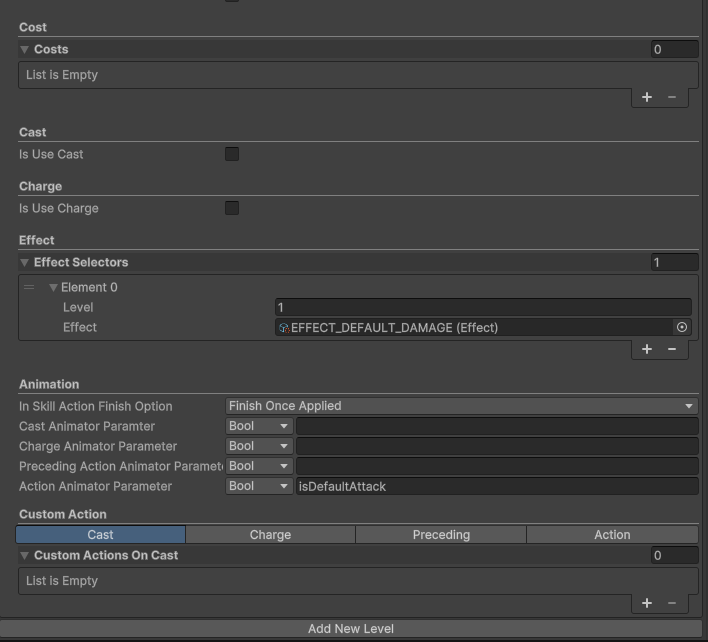 Cost
Costs 0
List is Empty
+ −
Cast
Is Use Cast
Charge
Is Use Charge
Effect
Effect Selectors 1
Element 0
Level 1
Effect EFFECT_DEFAULT_DAMAGE (Effect)
+ −
Animation
In Skill Action Finish Option Finish Once Applied
Cast Animator Paramter Bool
Charge Animator Parameter Bool
Preceding Action Animator Paramet Bool
Action Animator Parameter Bool isDefaultAttack
Custom Action
Cast Charge Preceding Action
Custom Actions On Cast 0
List is Empty
+ −
Add New Level